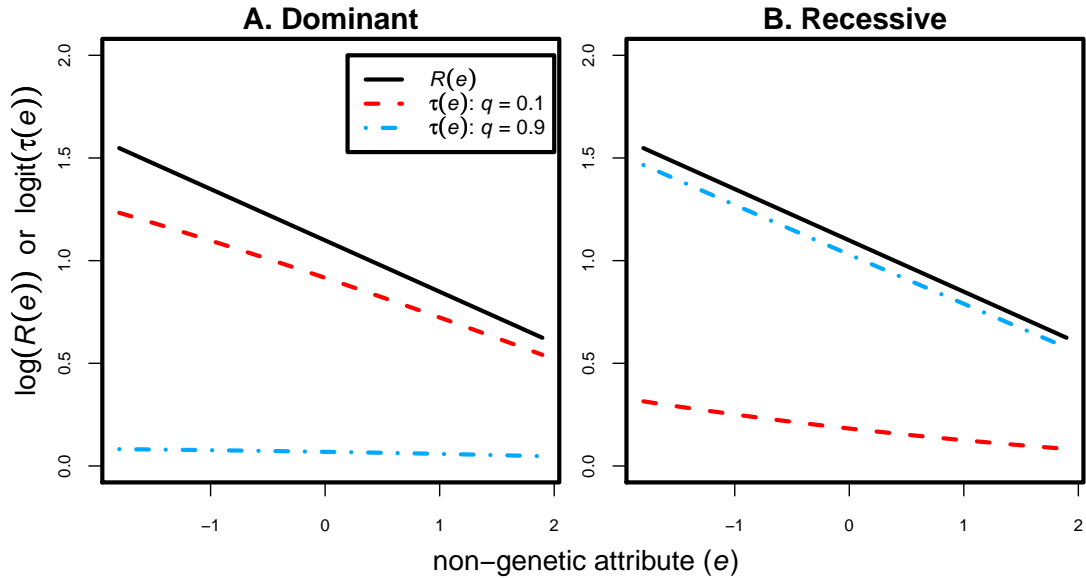 A. Dominant
B. Recessive
log(R(e)) or logit(τ(e))
2.0
1.5
1.0
0.5
0.0
R(e)
τ(e): q = 0.1
τ(e): q = 0.9
−1 0 1 2
2.0
1.5
1.0
0.5
0.0
−1 0 1 2
non−genetic attribute (e)